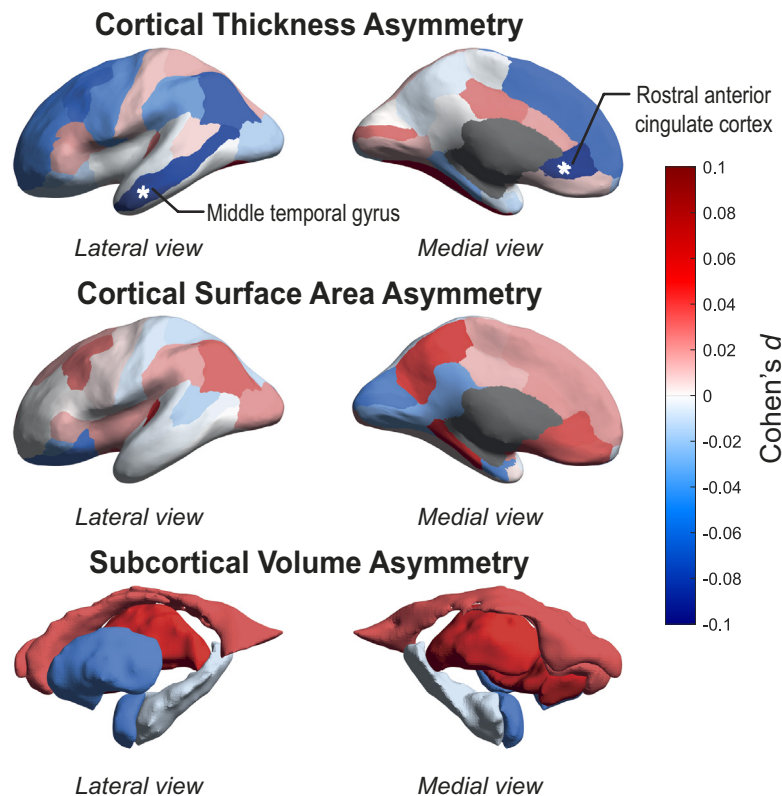 Cortical Thickness Asymmetry
Rostral anterior
cingulate cortex
*
*
Middle temporal gyrus
Lateral view
Medial view
Cortical Surface Area Asymmetry
Lateral view
Medial view
Subcortical Volume Asymmetry
Lateral view
Medial view
0.1
0.08
0.06
0.04
0.02
0
-0.02
-0.04
-0.06
-0.08
-0.1
Cohen's d